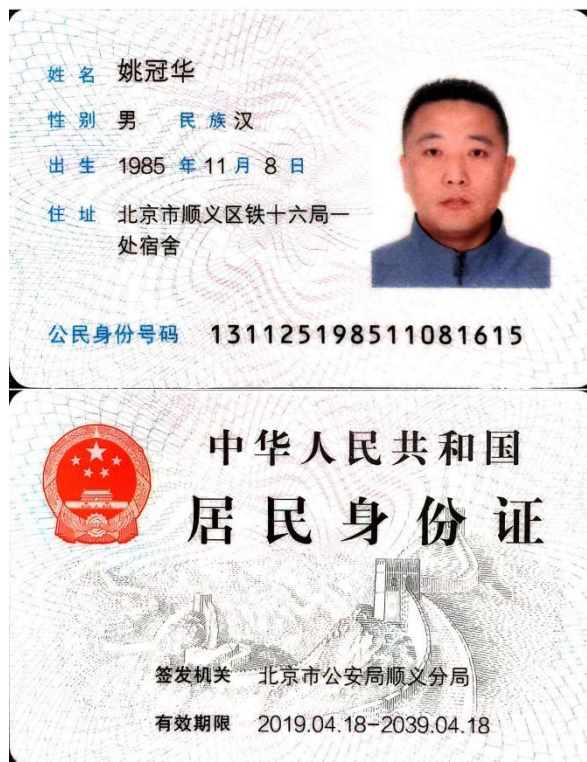 姓名 姚冠华
性别 男 民族 汉
出生 1985 年 11 月 8 日
住址 北京市顺义区铁十六局一
处宿舍
公民身份号码 131125198511081615
中华人民共和国
居民身份证
签发机关 北京市公安局顺义分局
有效期限 2019.04.18-2039.04.18